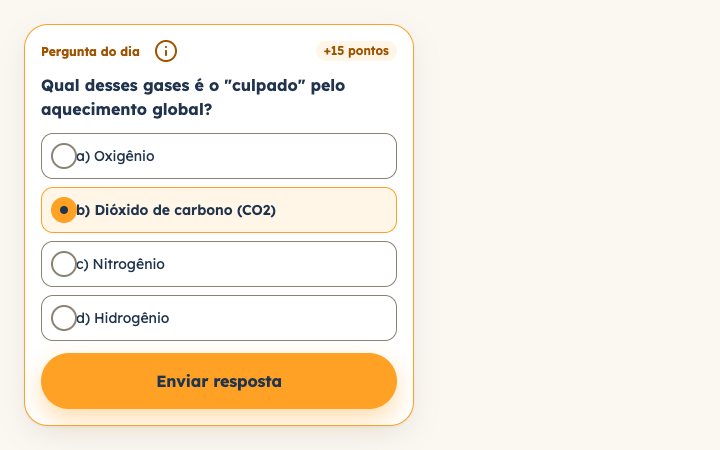 Pergunta do dia
+15 pontos
Qual desses gases é o "culpado" pelo
aquecimento global?
a) Oxigênio
b) Dióxido de carbono (CO2)
c) Nitrogênio
d) Hidrogênio
Enviar resposta